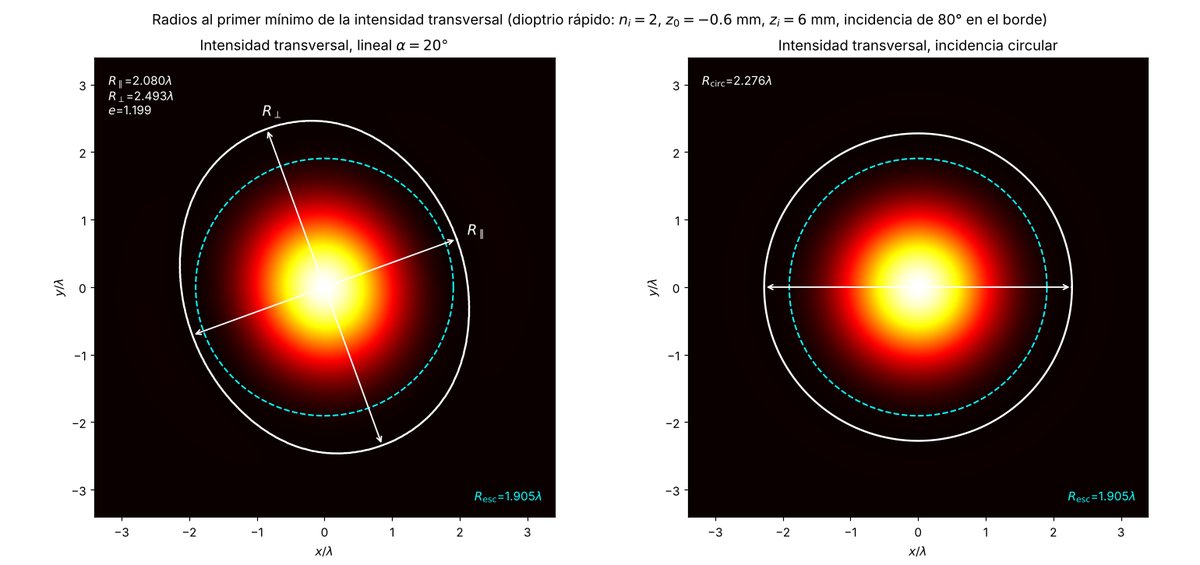 Radios al primer mínimo de la intensidad transversal (dioptrio rápido: nᵢ = 2, z₀ = −0.6 mm, zᵢ = 6 mm, incidencia de 80° en el borde)
Intensidad transversal, lineal α = 20°
R∥=2.080λ
R⊥=2.493λ
e=1.199
R⊥
R∥
R_esc=1.905λ
3
2
1
0
−1
−2
−3
y/λ
−3 −2 −1 0 1 2 3
x/λ
Intensidad transversal, incidencia circular
R_circ=2.276λ
R_esc=1.905λ
3
2
1
0
−1
−2
−3
y/λ
−3 −2 −1 0 1 2 3
x/λ